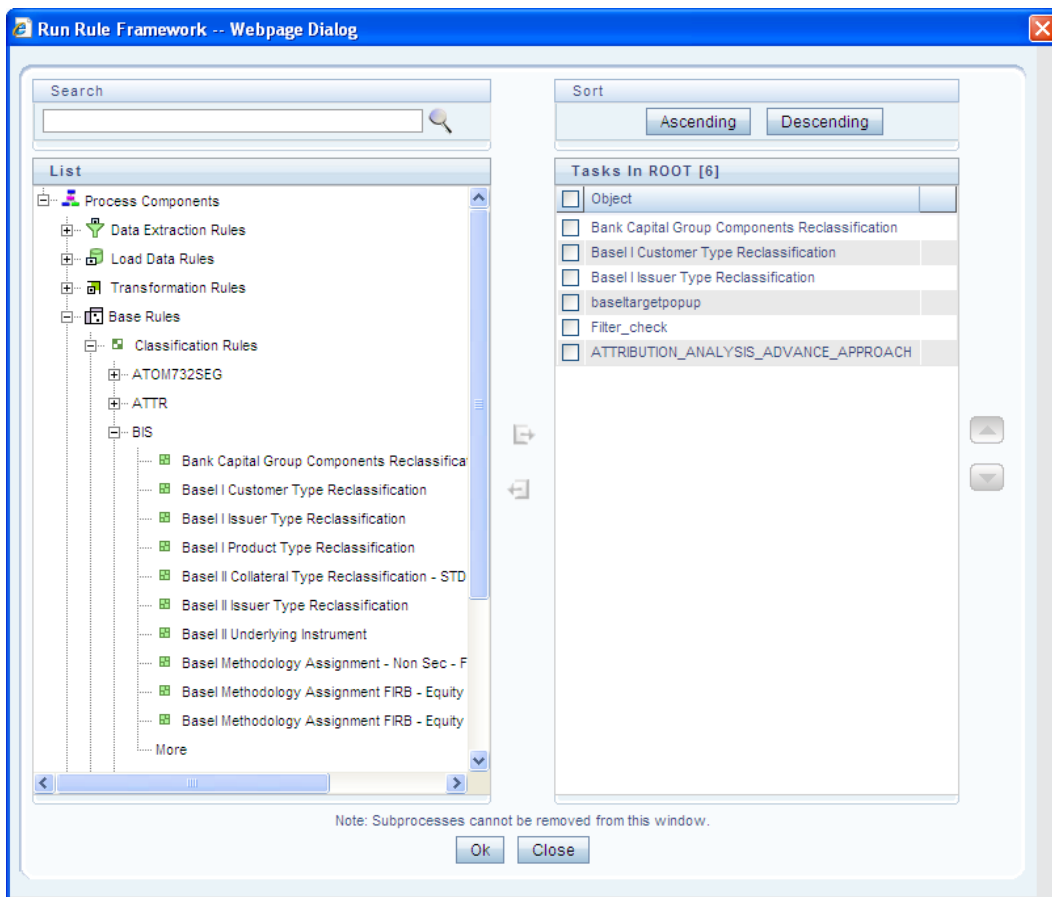 Run Rule Framework -- Webpage Dialog
Search
Sort
Ascending
Descending
List
Process Components
Data Extraction Rules
Load Data Rules
Transformation Rules
Base Rules
Classification Rules
ATOM732SEG
ATTR
BIS
Bank Capital Group Components Reclassifica
Basel I Customer Type Reclassification
Basel I Issuer Type Reclassification
Basel I Product Type Reclassification
Basel II Collateral Type Reclassification - STD
Basel II Issuer Type Reclassification
Basel II Underlying Instrument
Basel Methodology Assignment - Non Sec - F
Basel Methodology Assignment FIRB - Equity
Basel Methodology Assignment FIRB - Equity
More
Tasks In ROOT [6]
Object
Bank Capital Group Components Reclassification
Basel I Customer Type Reclassification
Basel I Issuer Type Reclassification
baseltargetpopup
Filter_check
ATTRIBUTION_ANALYSIS_ADVANCE_APPROACH
Note: Subprocesses cannot be removed from this window.
Ok
Close